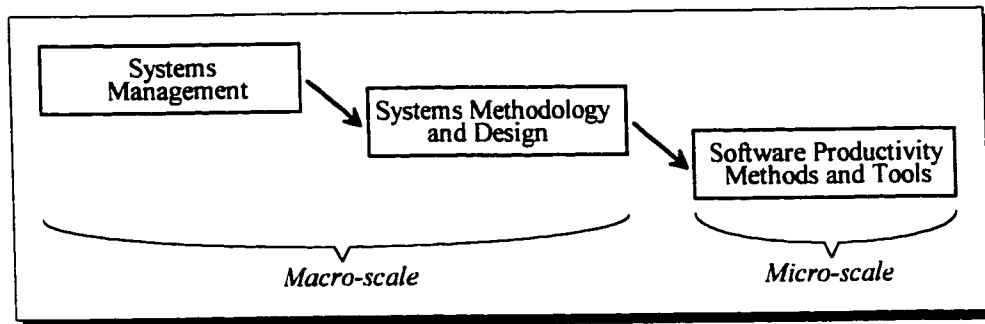 Systems
Management
Systems Methodology
and Design
Software Productivity
Methods and Tools
Macro-scale
Micro-scale